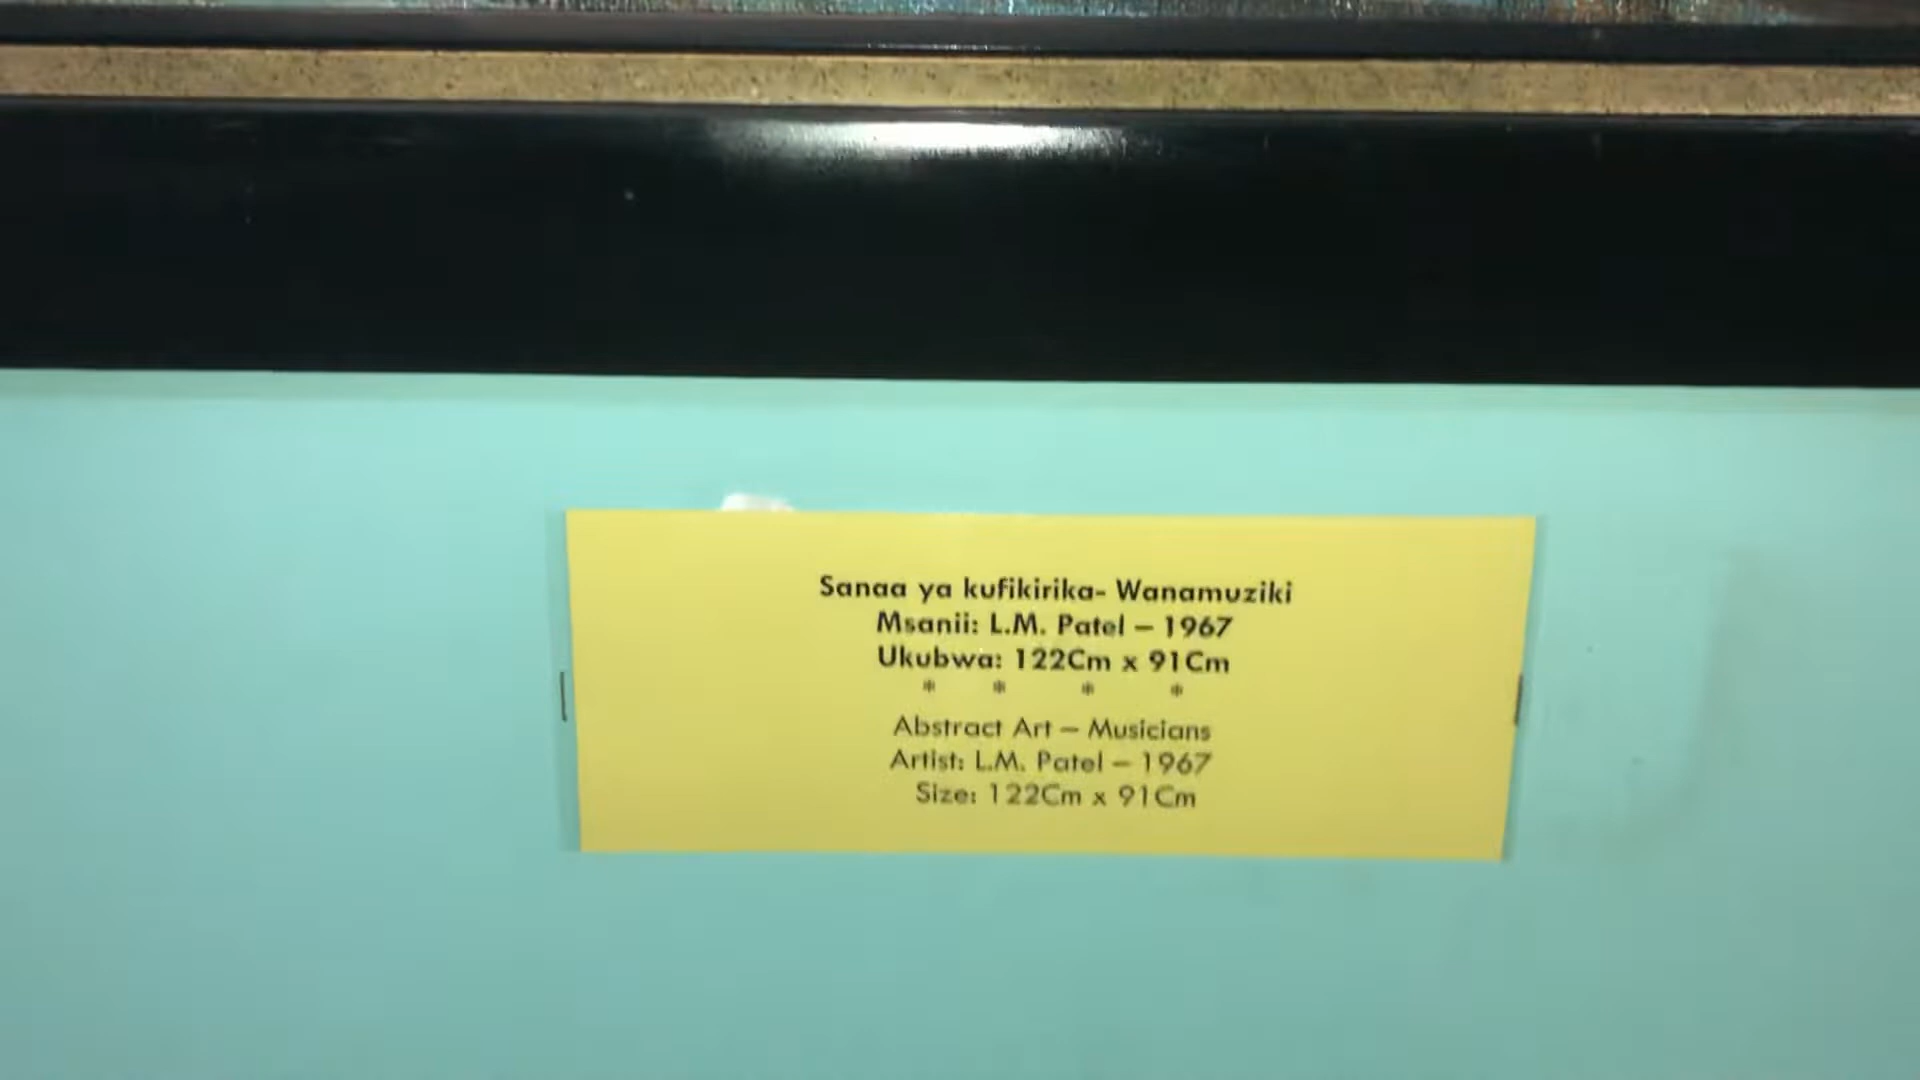 Sanaa ya kufikirika- Wanamuziki
Msanii: L.M. Patel – 1967
Ukubwa: 122Cm x 91Cm
* * * *
Abstract Art – Musicians
Artist: L.M. Patel – 1967
Size: 122Cm x 91Cm